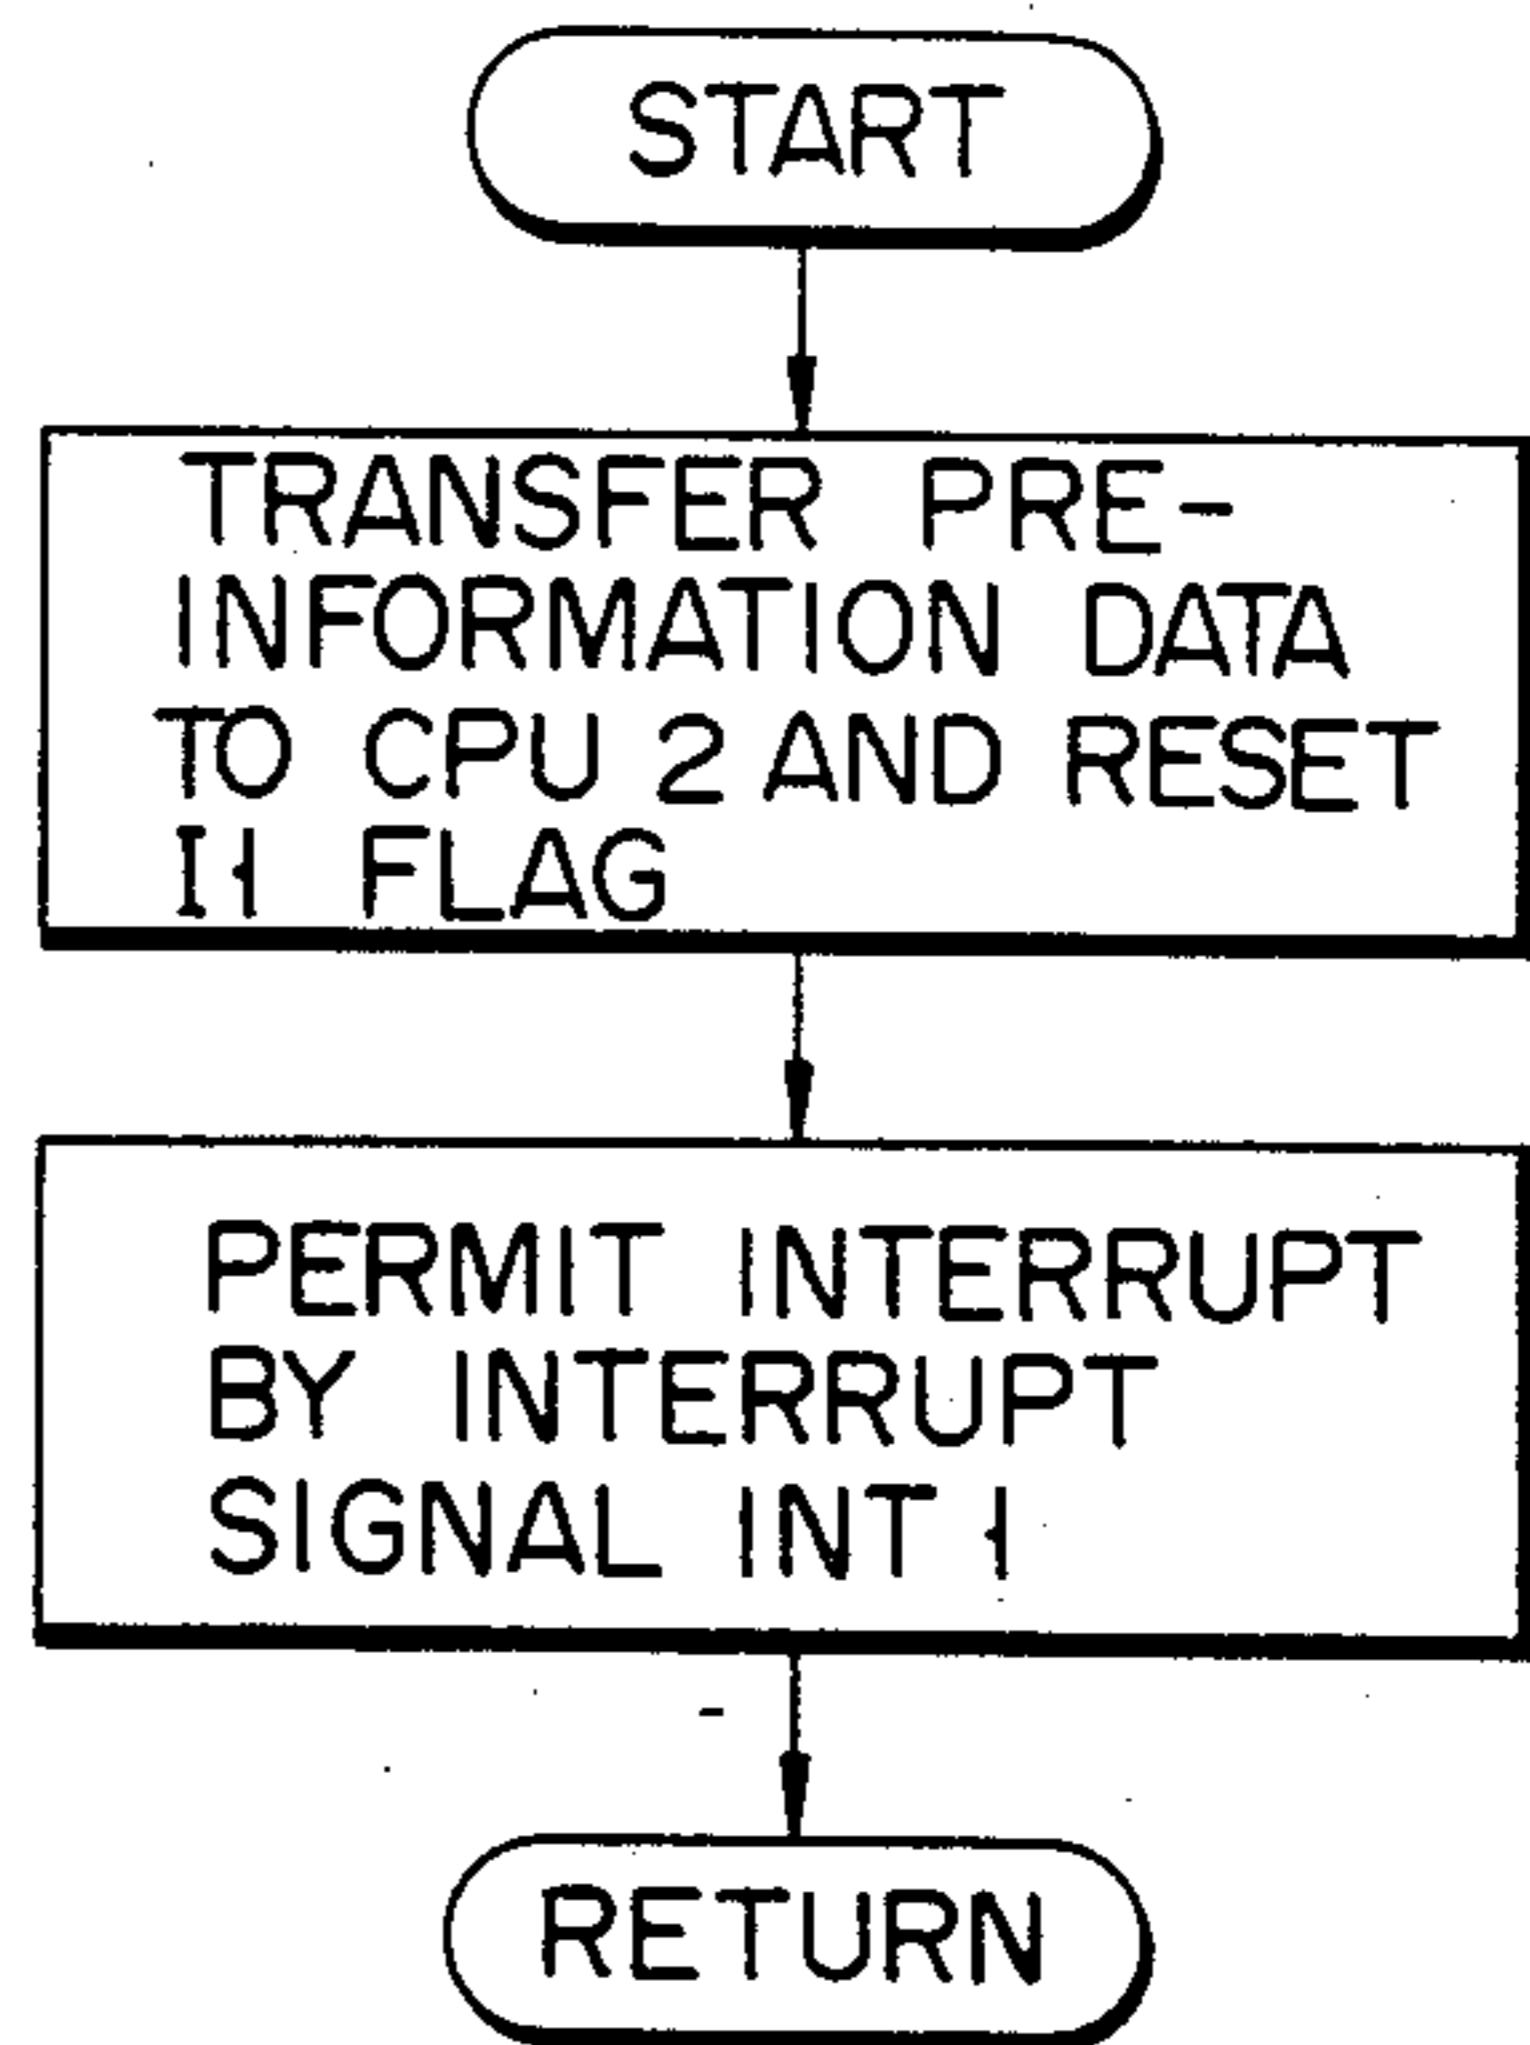 START
TRANSFER PRE-
INFORMATION DATA
TO CPU 2 AND RESET
I1 FLAG
PERMIT INTERRUPT
BY INTERRUPT
SIGNAL INT 1
RETURN